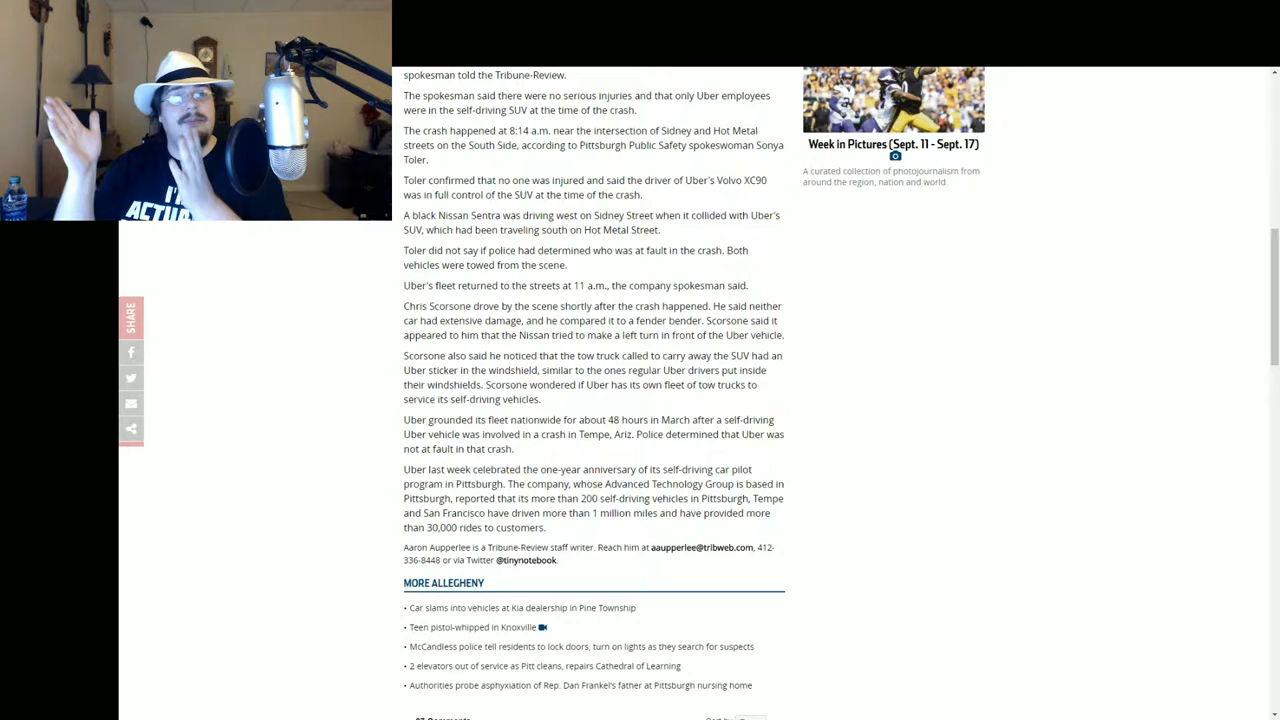 spokesman told the Tribune-Review.
The spokesman said there were no serious injuries and that only Uber employees
were in the self-driving SUV at the time of the crash.
The crash happened at 8:14 a.m. near the intersection of Sidney and Hot Metal
streets on the South Side, according to Pittsburgh Public Safety spokeswoman Sonya
Toler.
Toler confirmed that no one was injured and said the driver of Uber's Volvo XC90
was in full control of the SUV at the time of the crash.
A black Nissan Sentra was driving west on Sidney Street when it collided with Uber's
SUV, which had been traveling south on Hot Metal Street.
Toler did not say if police had determined who was at fault in the crash. Both
vehicles were towed from the scene.
Uber's fleet returned to the streets at 11 a.m., the company spokesman said.
Chris Scorsone drove by the scene shortly after the crash happened. He said neither
car had extensive damage, and he compared it to a fender bender. Scorsone said it
appeared to him that the Nissan tried to make a left turn in front of the Uber vehicle.
Scorsone also said he noticed that the tow truck called to carry away the SUV had an
Uber sticker in the windshield, similar to the ones regular Uber drivers put inside
their windshields. Scorsone wondered if Uber has its own fleet of tow trucks to
service its self-driving vehicles.
Uber grounded its fleet nationwide for about 48 hours in March after a self-driving
Uber vehicle was involved in a crash in Tempe, Ariz. Police determined that Uber was
not at fault in that crash.
Uber last week celebrated the one-year anniversary of its self-driving car pilot
program in Pittsburgh. The company, whose Advanced Technology Group is based in
Pittsburgh, reported that its more than 200 self-driving vehicles in Pittsburgh, Tempe
and San Francisco have driven more than 1 million miles and have provided more
than 30,000 rides to customers.
Aaron Aupperlee is a Tribune-Review staff writer. Reach him at aaupperlee@tribweb.com, 412-
336-8448 or via Twitter @tinynotebook.
MORE ALLEGHENY
• Car slams into vehicles at Kia dealership in Pine Township
• Teen pistol-whipped in Knoxville
• McCandless police tell residents to lock doors, turn on lights as they search for suspects
• 2 elevators out of service as Pitt cleans, repairs Cathedral of Learning
• Authorities probe asphyxiation of Rep. Dan Frankel's father at Pittsburgh nursing home
Week in Pictures (Sept. 11 - Sept. 17)
A curated collection of photojournalism from
around the region, nation and world.
SHARE
I'M
ACTU